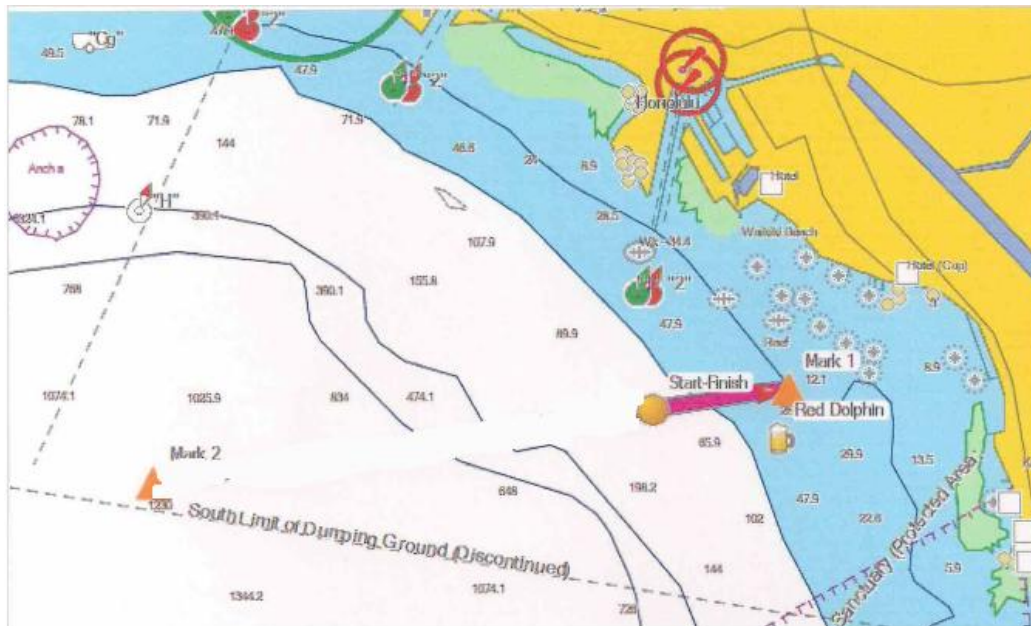 "2"
"Gg"
49.5
47.9
"2"
78.1
71.9
144
71.9
46.6
24
8.9
Honolulu
Hotel
Anch a
"H"
390.1
28.5
Waikiki Beach
107.9
34.4
Hotel (Cup)
768
390.1
155.8
"2"
47.9
Reef
89.9
Mark 1
12.1
8.9
1074.1
1025.9
834
474.1
Start-Finish
Red Dolphin
65.9
29.9
13.5
Mark 2
1230
648
198.2
47.9
102
22.6
South Limit of Dumping Ground (Discontinued)
Sanctuary (Protected Area)
144
5.9
1344.2
1074.1
728